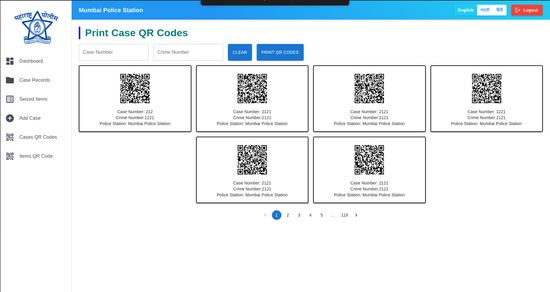 महाराष्ट्र पोलीस
Mumbai Police Station
English मराठी हिंदी Logout
Dashboard
Case Records
Seized Items
Add Case
Cases QR Codes
Items QR Code
Print Case QR Codes
Case Number Crime Number CLEAR PRINT QR CODES
Case Number: 212
Crime Number:1221
Police Station: Mumbai Police Station
Case Number: 2121
Crime Number:2121
Police Station: Mumbai Police Station
Case Number: 2121
Crime Number:2121
Police Station: Mumbai Police Station
Case Number: 1221
Crime Number:2121
Police Station: Mumbai Police Station
Case Number: 2121
Crime Number:2121
Police Station: Mumbai Police Station
Case Number: 2121
Crime Number:2121
Police Station: Mumbai Police Station
‹ 1 2 3 4 5 ... 119 ›